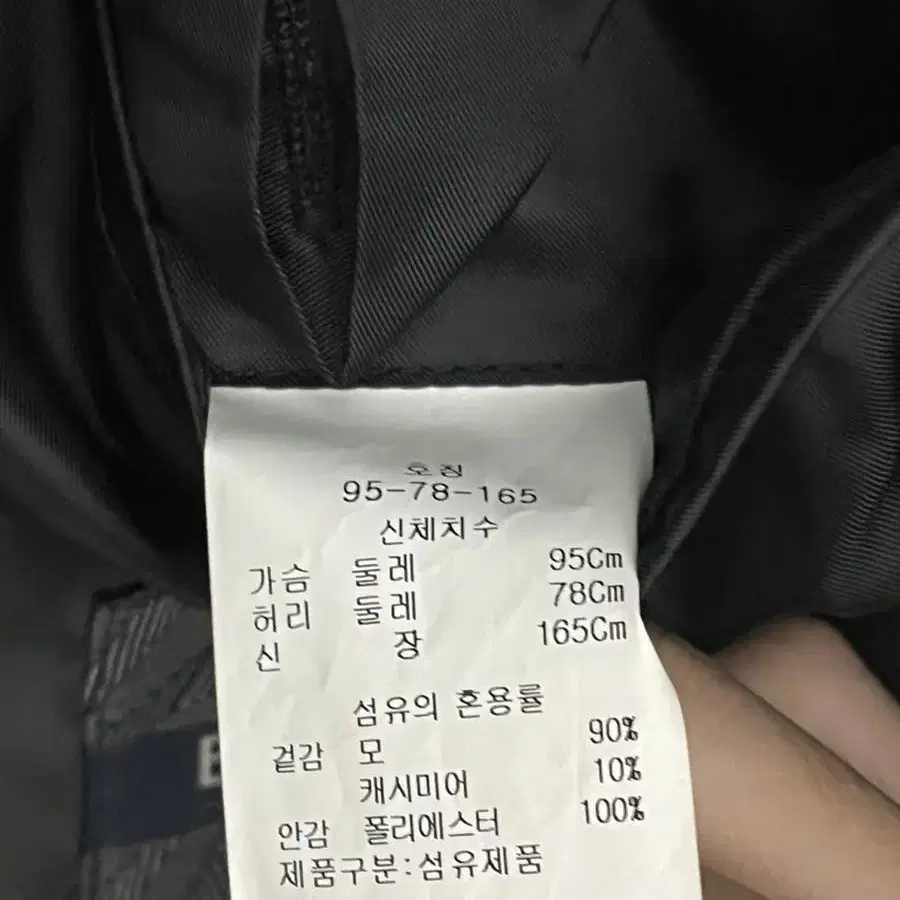 호칭
95-78-165
신체치수
가슴 둘레 95Cm
허리 둘레 78Cm
신 장 165Cm
섬유의 혼용률
겉감 모 90%
캐시미어 10%
안감 폴리에스터 100%
제품구분:섬유제품